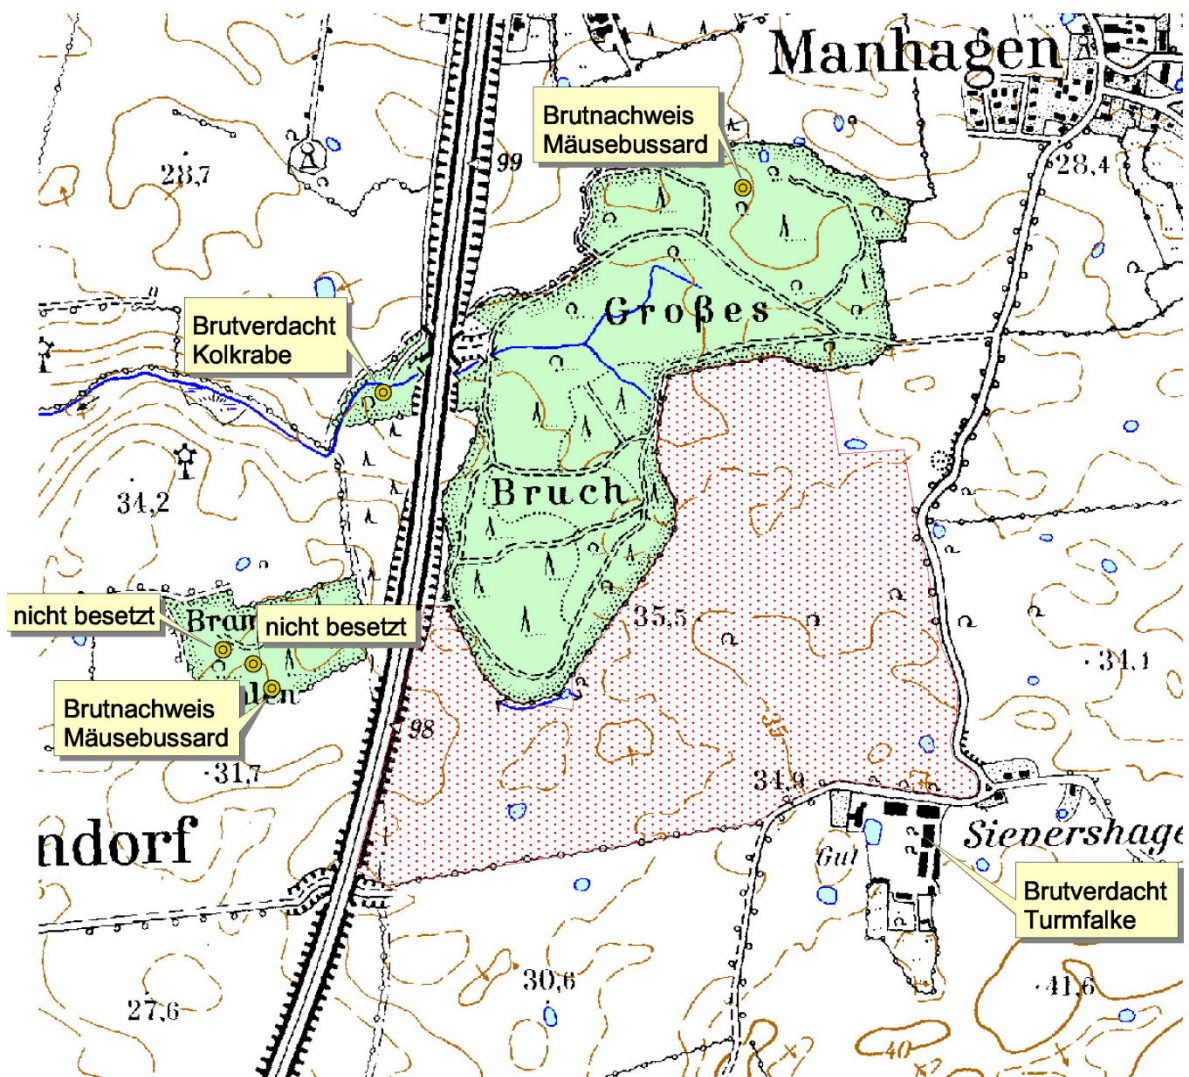 Manhagen
Brutnachweis
Mäusebussard
28,7
99
28,4
Brutverdacht
Kolkrabe
Großes
34,2
Bruch
nicht besetzt
nicht besetzt
35,5
34,1
Brutnachweis
Mäusebussard
98
35
31,7
34,9
ndorf
Gut
Sievershage
Brutverdacht
Turmfalke
30,6
27,6
41,6
40